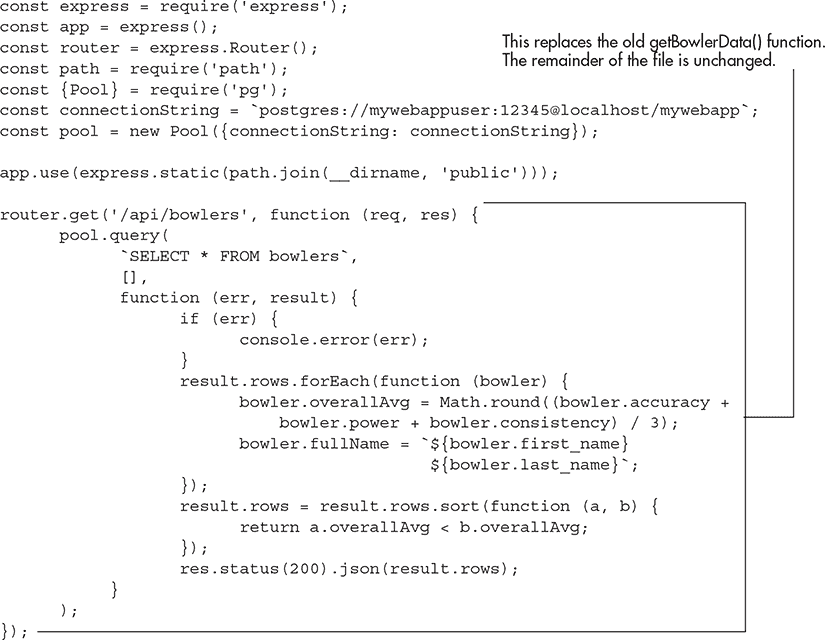 const express = require('express');
const app = express();
const router = express.Router();
const path = require('path');
const {Pool} = require('pg');
const connectionString = `postgres://mywebappuser:12345@localhost/mywebapp`;
const pool = new Pool({connectionString: connectionString});
This replaces the old getBowlerData() function.
The remainder of the file is unchanged.
app.use(express.static(path.join(__dirname, 'public')));
router.get('/api/bowlers', function (req, res) {
pool.query(
`SELECT * FROM bowlers`,
[],
function (err, result) {
if (err) {
console.error(err);
}
result.rows.forEach(function (bowler) {
bowler.overallAvg = Math.round((bowler.accuracy +
bowler.power + bowler.consistency) / 3);
bowler.fullName = `${bowler.first_name}
${bowler.last_name}`;
});
result.rows = result.rows.sort(function (a, b) {
return a.overallAvg < b.overallAvg;
});
res.status(200).json(result.rows);
}
);
});